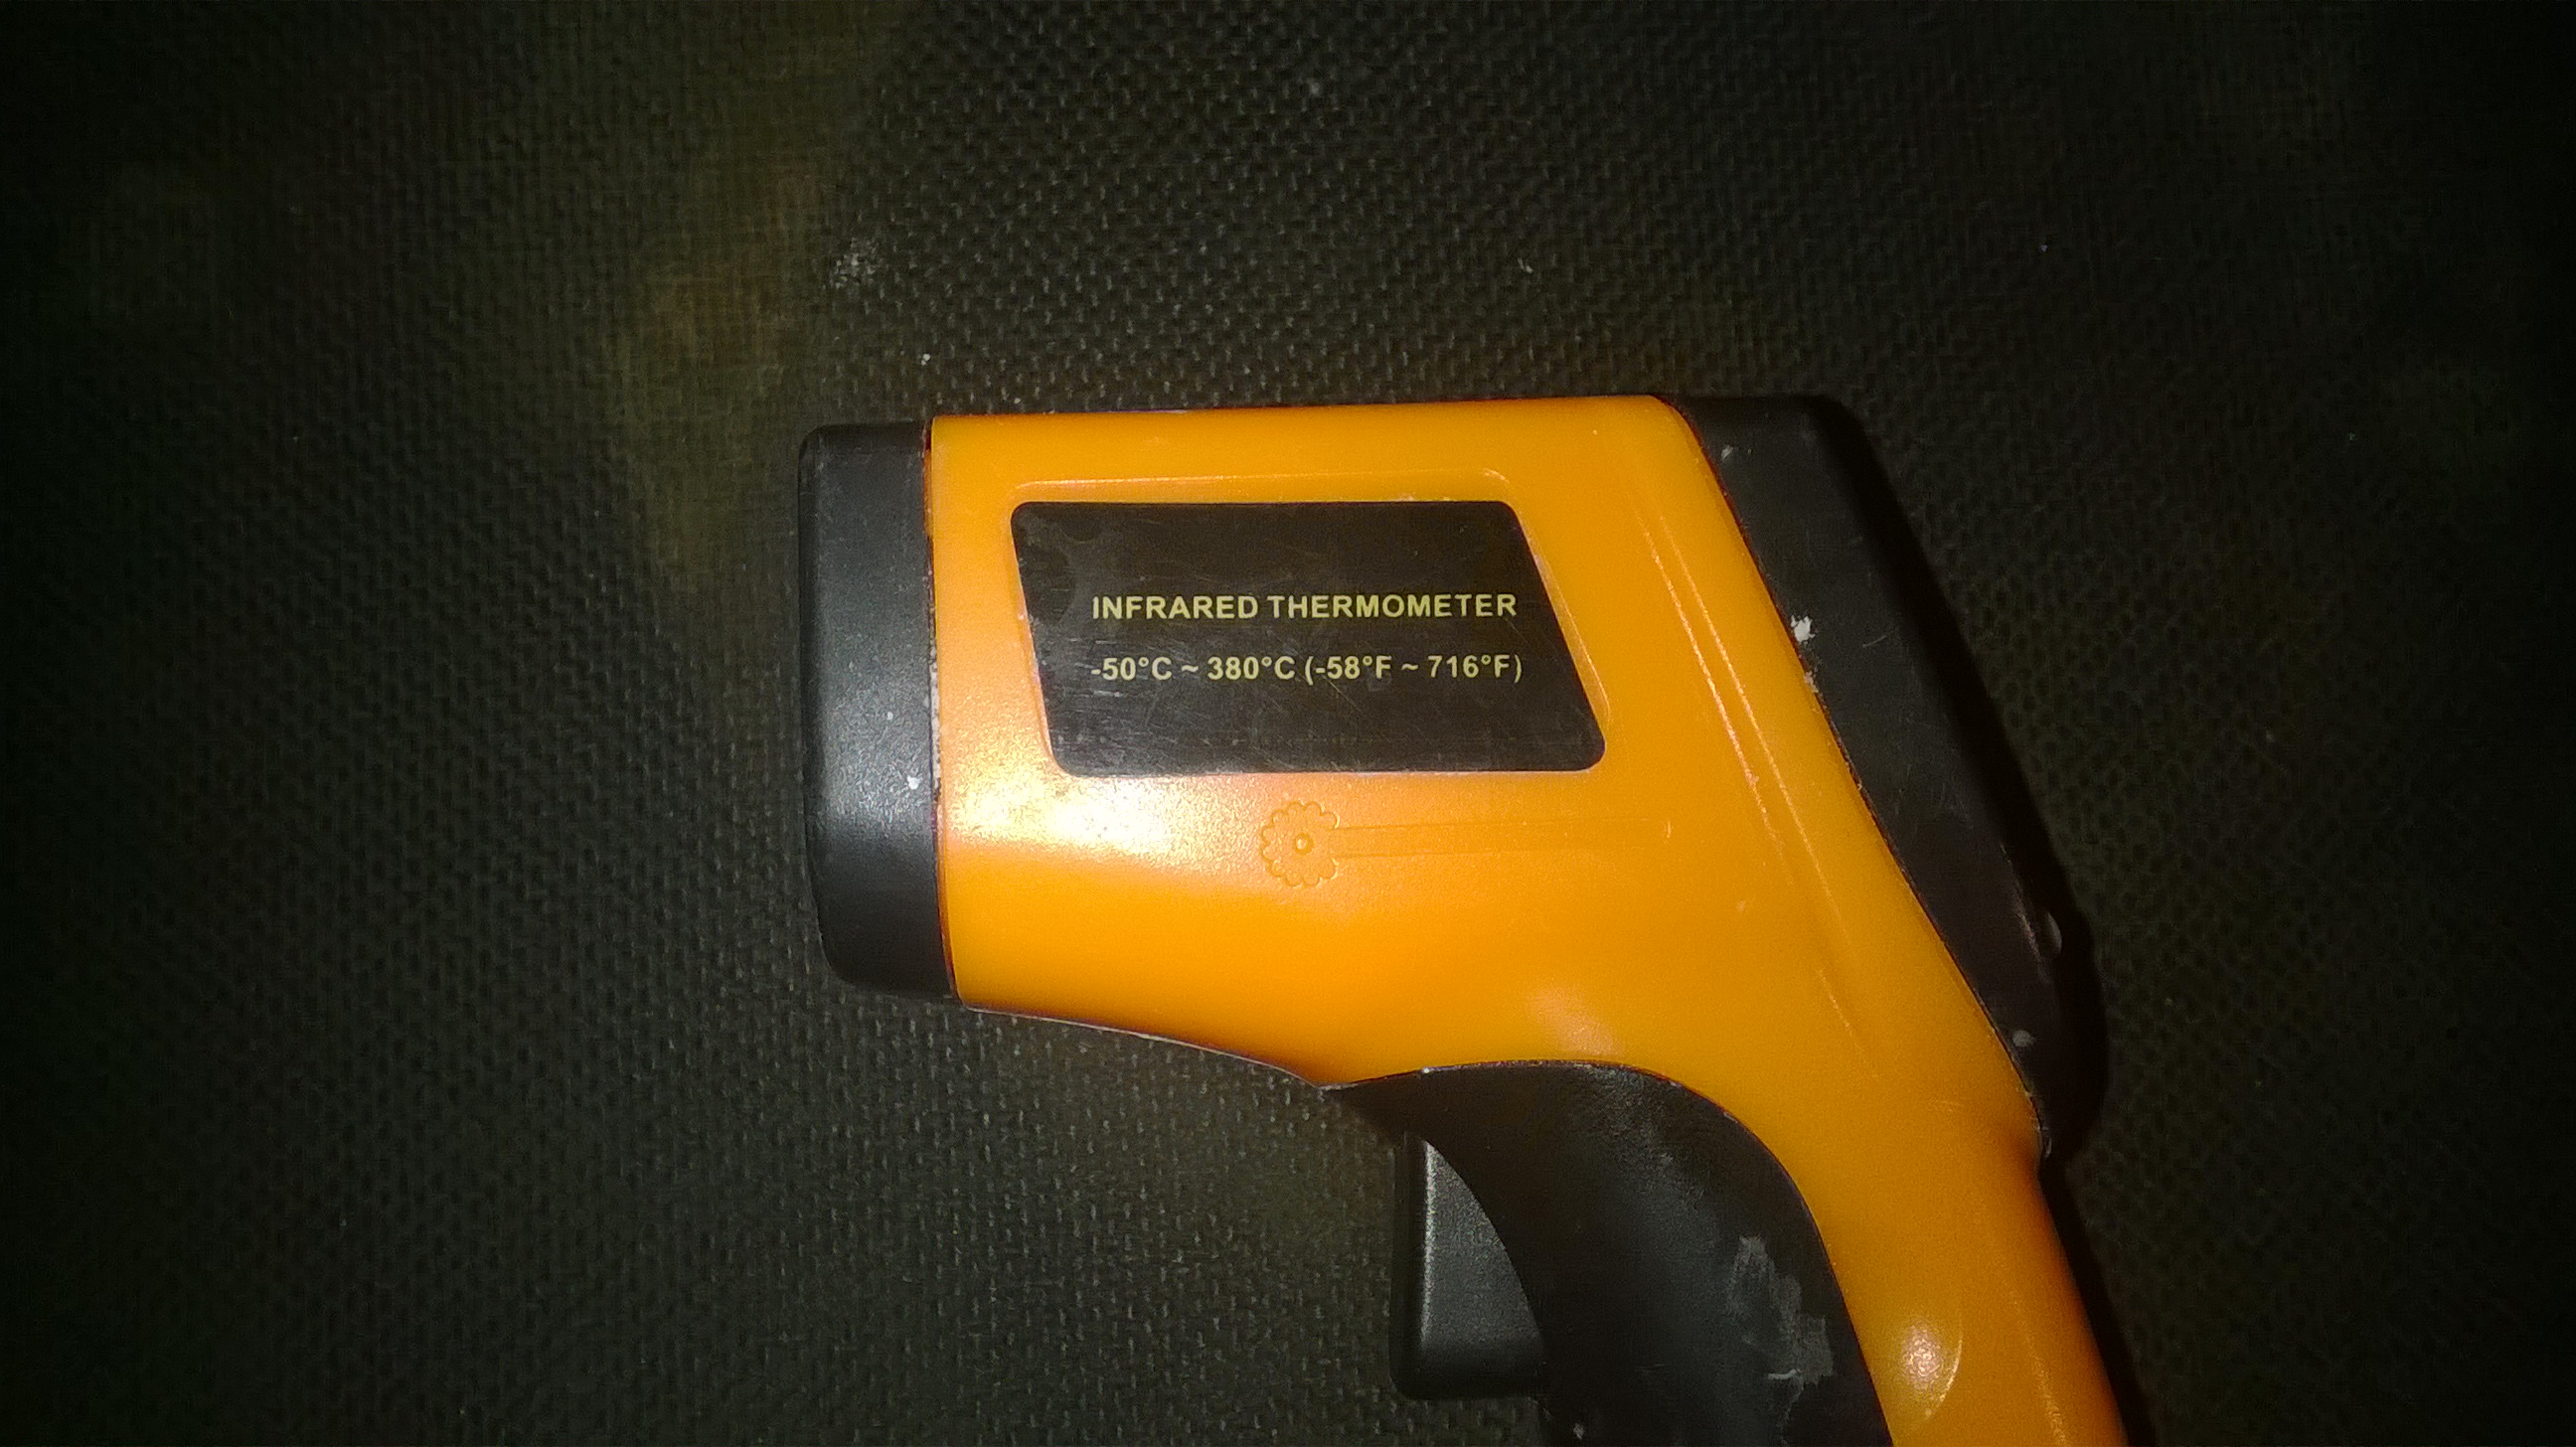 INFRARED THERMOMETER
-50°C ~ 380°C (-58°F ~ 716°F)